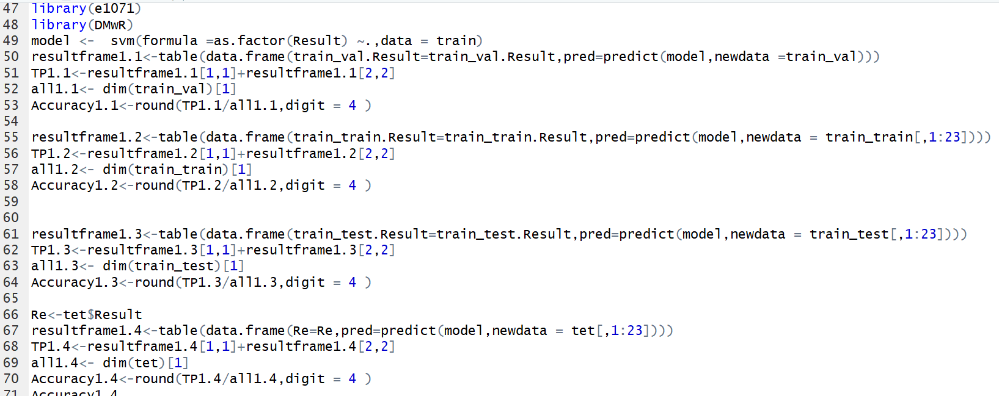 47 library(e1071)
48 library(DMwR)
49 model <-  svm(formula =as.factor(Result) ~.,data = train)
50 resultframe1.1<-table(data.frame(train_val.Result=train_val.Result,pred=predict(model,newdata =train_val)))
51 TP1.1<-resultframe1.1[1,1]+resultframe1.1[2,2]
52 all1.1<- dim(train_val)[1]
53 Accuracy1.1<-round(TP1.1/all1.1,digit = 4 )
54
55 resultframe1.2<-table(data.frame(train_train.Result=train_train.Result,pred=predict(model,newdata = train_train[,1:23])))
56 TP1.2<-resultframe1.2[1,1]+resultframe1.2[2,2]
57 all1.2<- dim(train_train)[1]
58 Accuracy1.2<-round(TP1.2/all1.2,digit = 4 )
59
60
61 resultframe1.3<-table(data.frame(train_test.Result=train_test.Result,pred=predict(model,newdata = train_test[,1:23])))
62 TP1.3<-resultframe1.3[1,1]+resultframe1.3[2,2]
63 all1.3<- dim(train_test)[1]
64 Accuracy1.3<-round(TP1.3/all1.3,digit = 4 )
65
66 Re<-tet$Result
67 resultframe1.4<-table(data.frame(Re=Re,pred=predict(model,newdata = tet[,1:23])))
68 TP1.4<-resultframe1.4[1,1]+resultframe1.4[2,2]
69 all1.4<- dim(tet)[1]
70 Accuracy1.4<-round(TP1.4/all1.4,digit = 4 )
71 Accuracy1.4